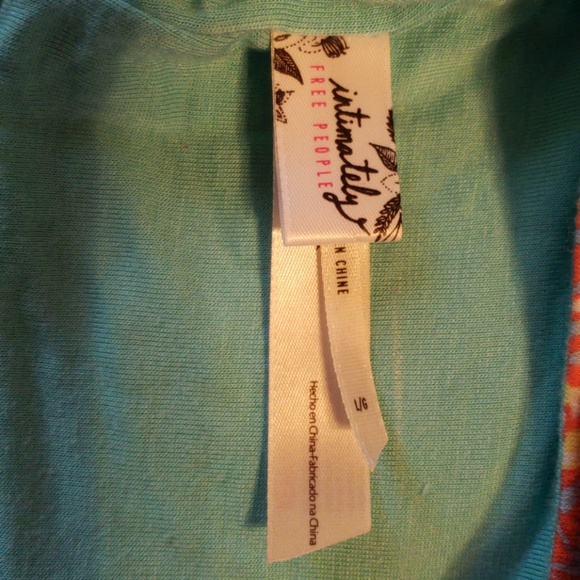 intimately
FREE PEOPLE
N CHINE
Hecho en China•Fabricado na China